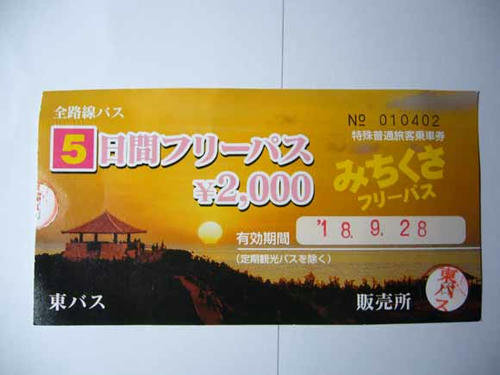 全路線バス
№ 010402
特殊普通旅客乗車券
5日間フリーパス
¥2,000
みちくさ
フリーパス
有効期間 '18.9.28
(定期観光バスを除く)
東バス
販売所
東バス